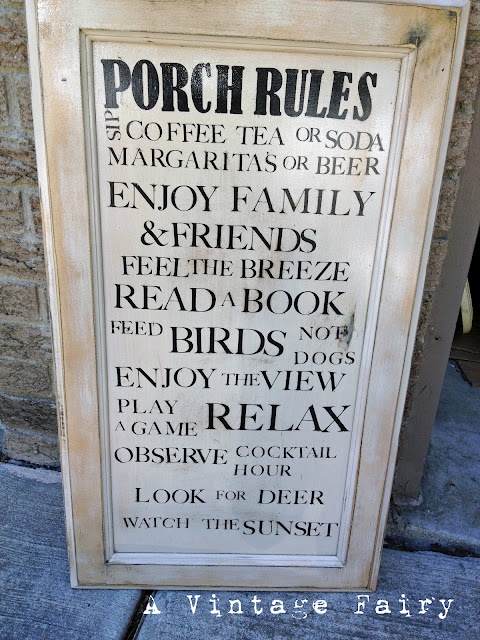 PORCH RULES
SIP COFFEE TEA OR SODA
MARGARITA'S OR BEER
ENJOY FAMILY
& FRIENDS
FEEL THE BREEZE
READ A BOOK
FEED BIRDS NOT DOGS
ENJOY THE VIEW
PLAY A GAME RELAX
OBSERVE COCKTAIL HOUR
LOOK FOR DEER
WATCH THE SUNSET
A Vintage Fairy